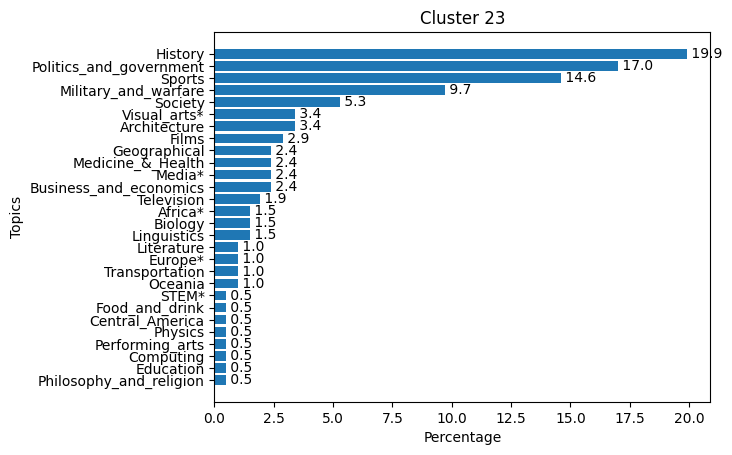 Cluster 23
Topics
History 19.9
Politics_and_government 17.0
Sports 14.6
Military_and_warfare 9.7
Society 5.3
Visual_arts* 3.4
Architecture 3.4
Films 2.9
Geographical 2.4
Medicine_&_Health 2.4
Media* 2.4
Business_and_economics 2.4
Television 1.9
Africa* 1.5
Biology 1.5
Linguistics 1.5
Literature 1.0
Europe* 1.0
Transportation 1.0
Oceania 1.0
STEM* 0.5
Food_and_drink 0.5
Central_America 0.5
Physics 0.5
Performing_arts 0.5
Computing 0.5
Education 0.5
Philosophy_and_religion 0.5
0.0 2.5 5.0 7.5 10.0 12.5 15.0 17.5 20.0
Percentage